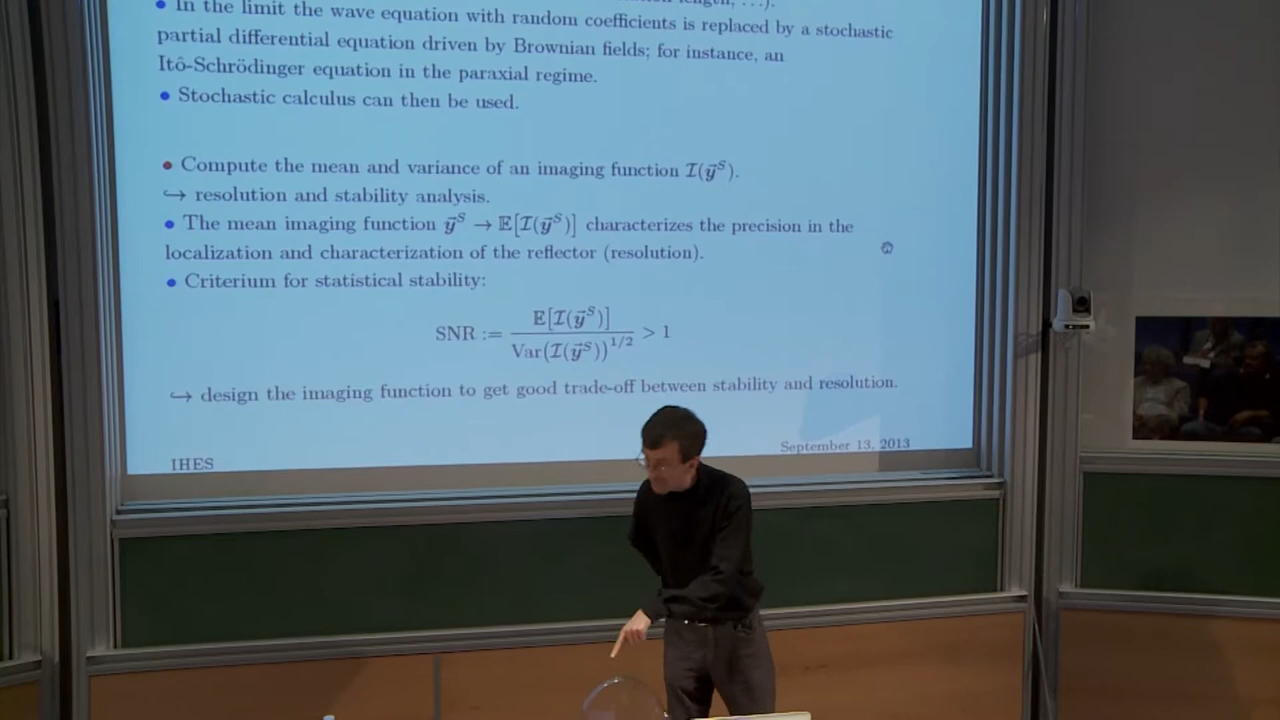 length, . . .).
• In the limit the wave equation with random coefficients is replaced by a stochastic
partial differential equation driven by Brownian fields; for instance, an
Itô-Schrödinger equation in the paraxial regime.
• Stochastic calculus can then be used.
• Compute the mean and variance of an imaging function I(y⃗^S).
↪ resolution and stability analysis.
• The mean imaging function y⃗^S → 𝔼[I(y⃗^S)] characterizes the precision in the
localization and characterization of the reflector (resolution).
• Criterium for statistical stability:
SNR := 𝔼[I(y⃗^S)] / Var(I(y⃗^S))^{1/2} > 1
↪ design the imaging function to get good trade-off between stability and resolution.
IHES
September 13, 2013